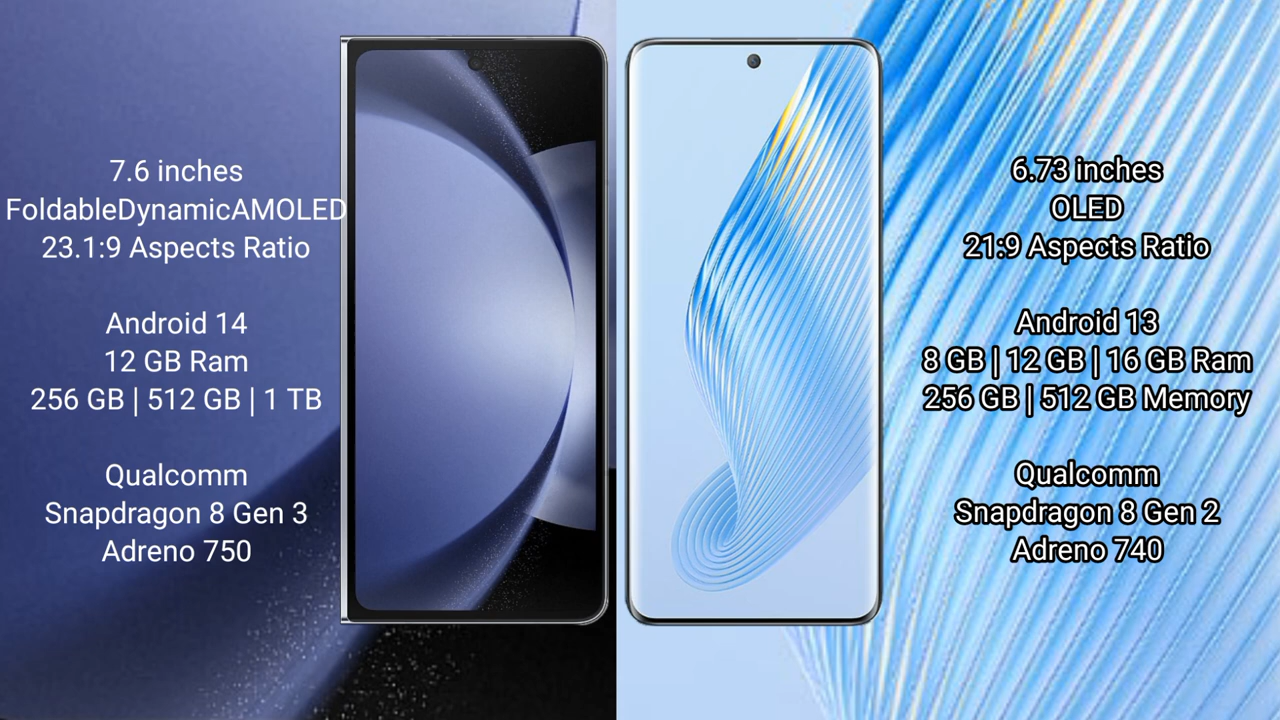 7.6 inches
FoldableDynamicAMOLED
23.1:9 Aspects Ratio
Android 14
12 GB Ram
256 GB | 512 GB | 1 TB
Qualcomm
Snapdragon 8 Gen 3
Adreno 750
6.73 inches
OLED
21:9 Aspects Ratio
Android 13
8 GB | 12 GB | 16 GB Ram
256 GB | 512 GB Memory
Qualcomm
Snapdragon 8 Gen 2
Adreno 740